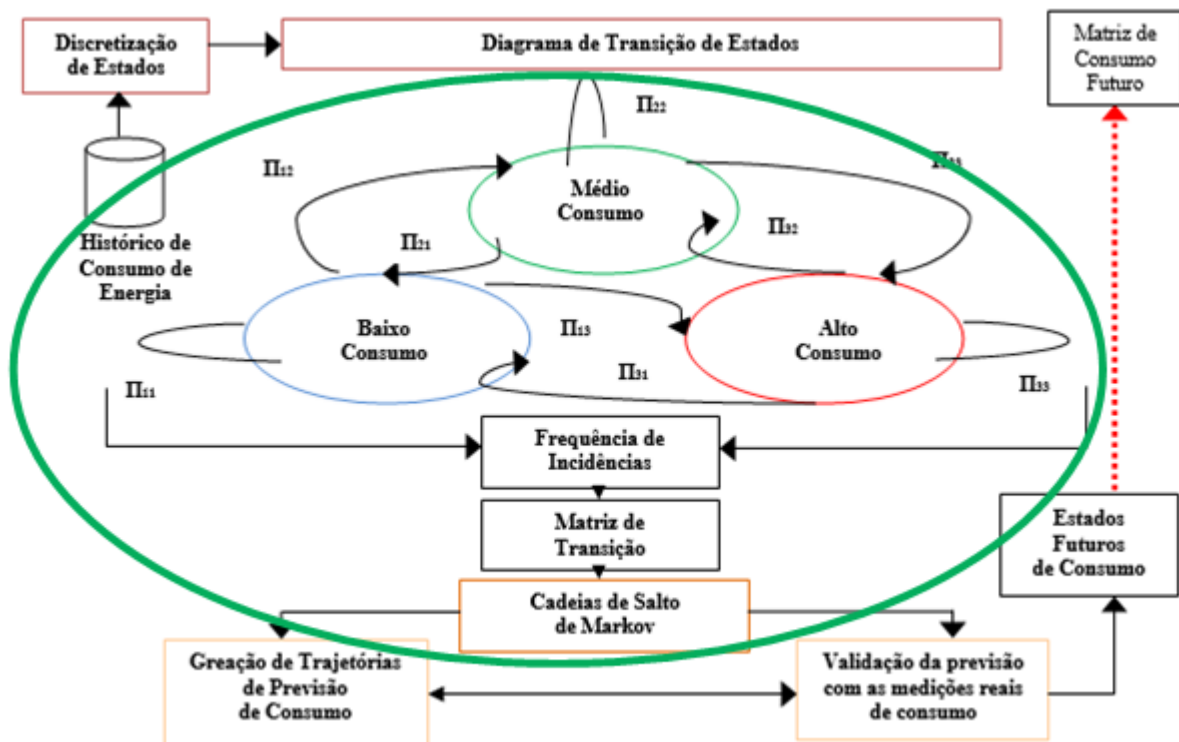 Discretização
de Estados
Diagrama de Transição de Estados
Matriz de
Consumo
Futuro
Π₂₂
Π₁₂
Médio
Consumo
Π₂₁
Π₃₂
Histórico de
Consumo de
Energia
Baixo
Consumo
Π₁₃
Alto
Consumo
Π₃₁
Π₁₁
Π₃₃
Frequência de
Incidências
Matriz de
Transição
Estados
Futuros
de Consumo
Cadeias de Salto
de Markov
Greação de Trajetórias
de Previsão
de Consumo
Validação da previsão
com as medições reais
de consumo